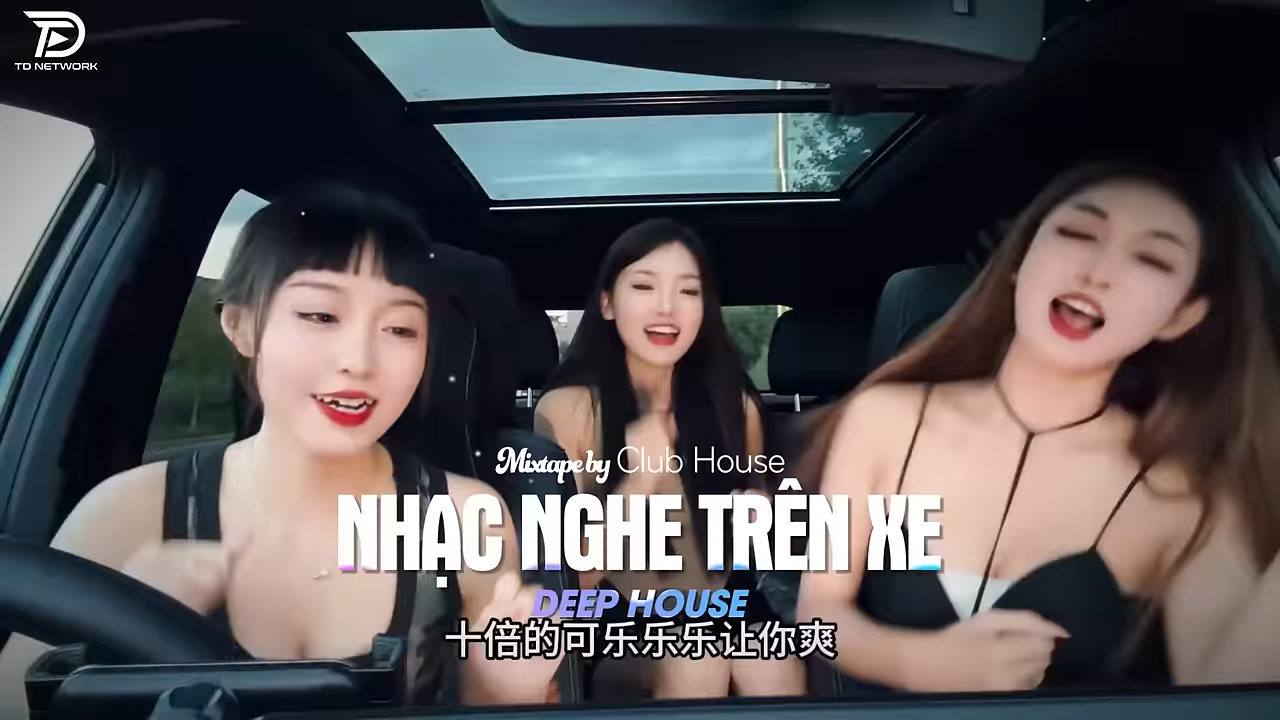 TD NETWORK
Mixtape by Club House
NHẠC NGHE TRÊN XE
DEEP HOUSE
十倍的可乐乐乐让你爽